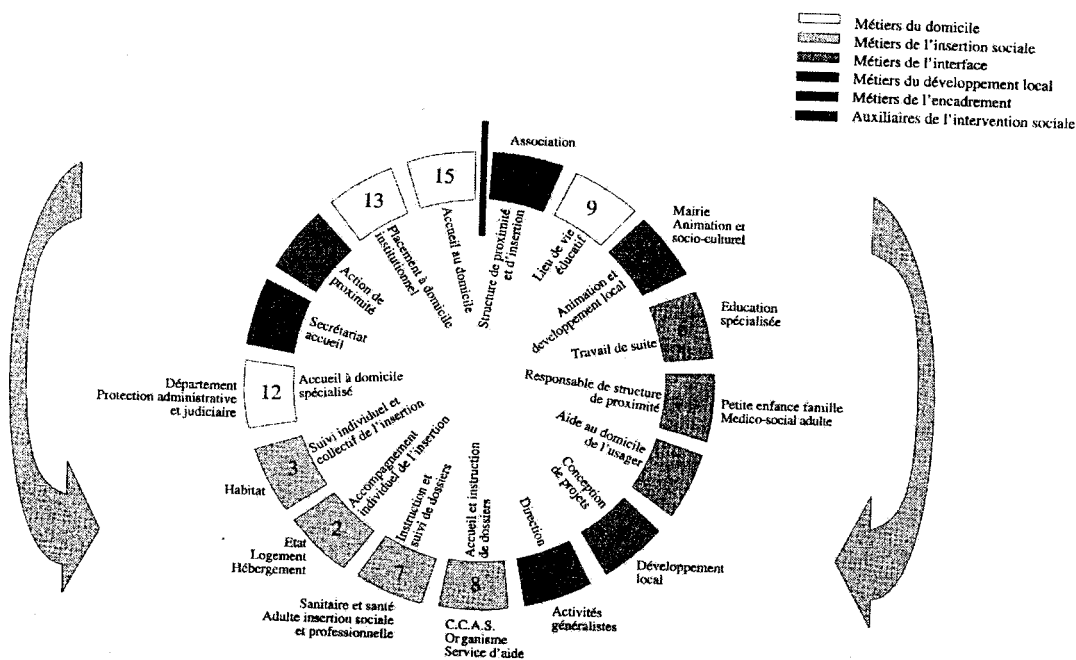 Métiers du domicile
Métiers de l'insertion sociale
Métiers de l'interface
Métiers du développement local
Métiers de l'encadrement
Auxiliaires de l'intervention sociale
Association
15
Accueil au domicile
13
Placement à domicile
institutionnel
Structure de proximité
et d'insertion
9
Lieu de vie
éducatif
Mairie
Animation et
socio-culturel
Animation et
developpement local
Action de
proximité
Secrétariat
accueil
Education
spécialisée
Travail de suite
Responsable de structure
de proximité
Petite enfance famille
Medico-social adulte
Département
Protection administrative
et judiciaire
12
Accueil à domicile
spécialisé
Aide au domicile
de l'usager
3
Suivi individuel et
collectif de l'insertion
Habitat
2
Accompagnement
individuel de l'insertion
Etat
Logement
Hébergement
7
Instruction et
suivi de dossiers
Sanitaire et santé
Adulte insertion sociale
et professionnelle
8
Accueil et instruction
de dossiers
C.C.A.S.
Organisme
Service d'aide
Direction
Activités
généralistes
Conception
de projets
Développement
local